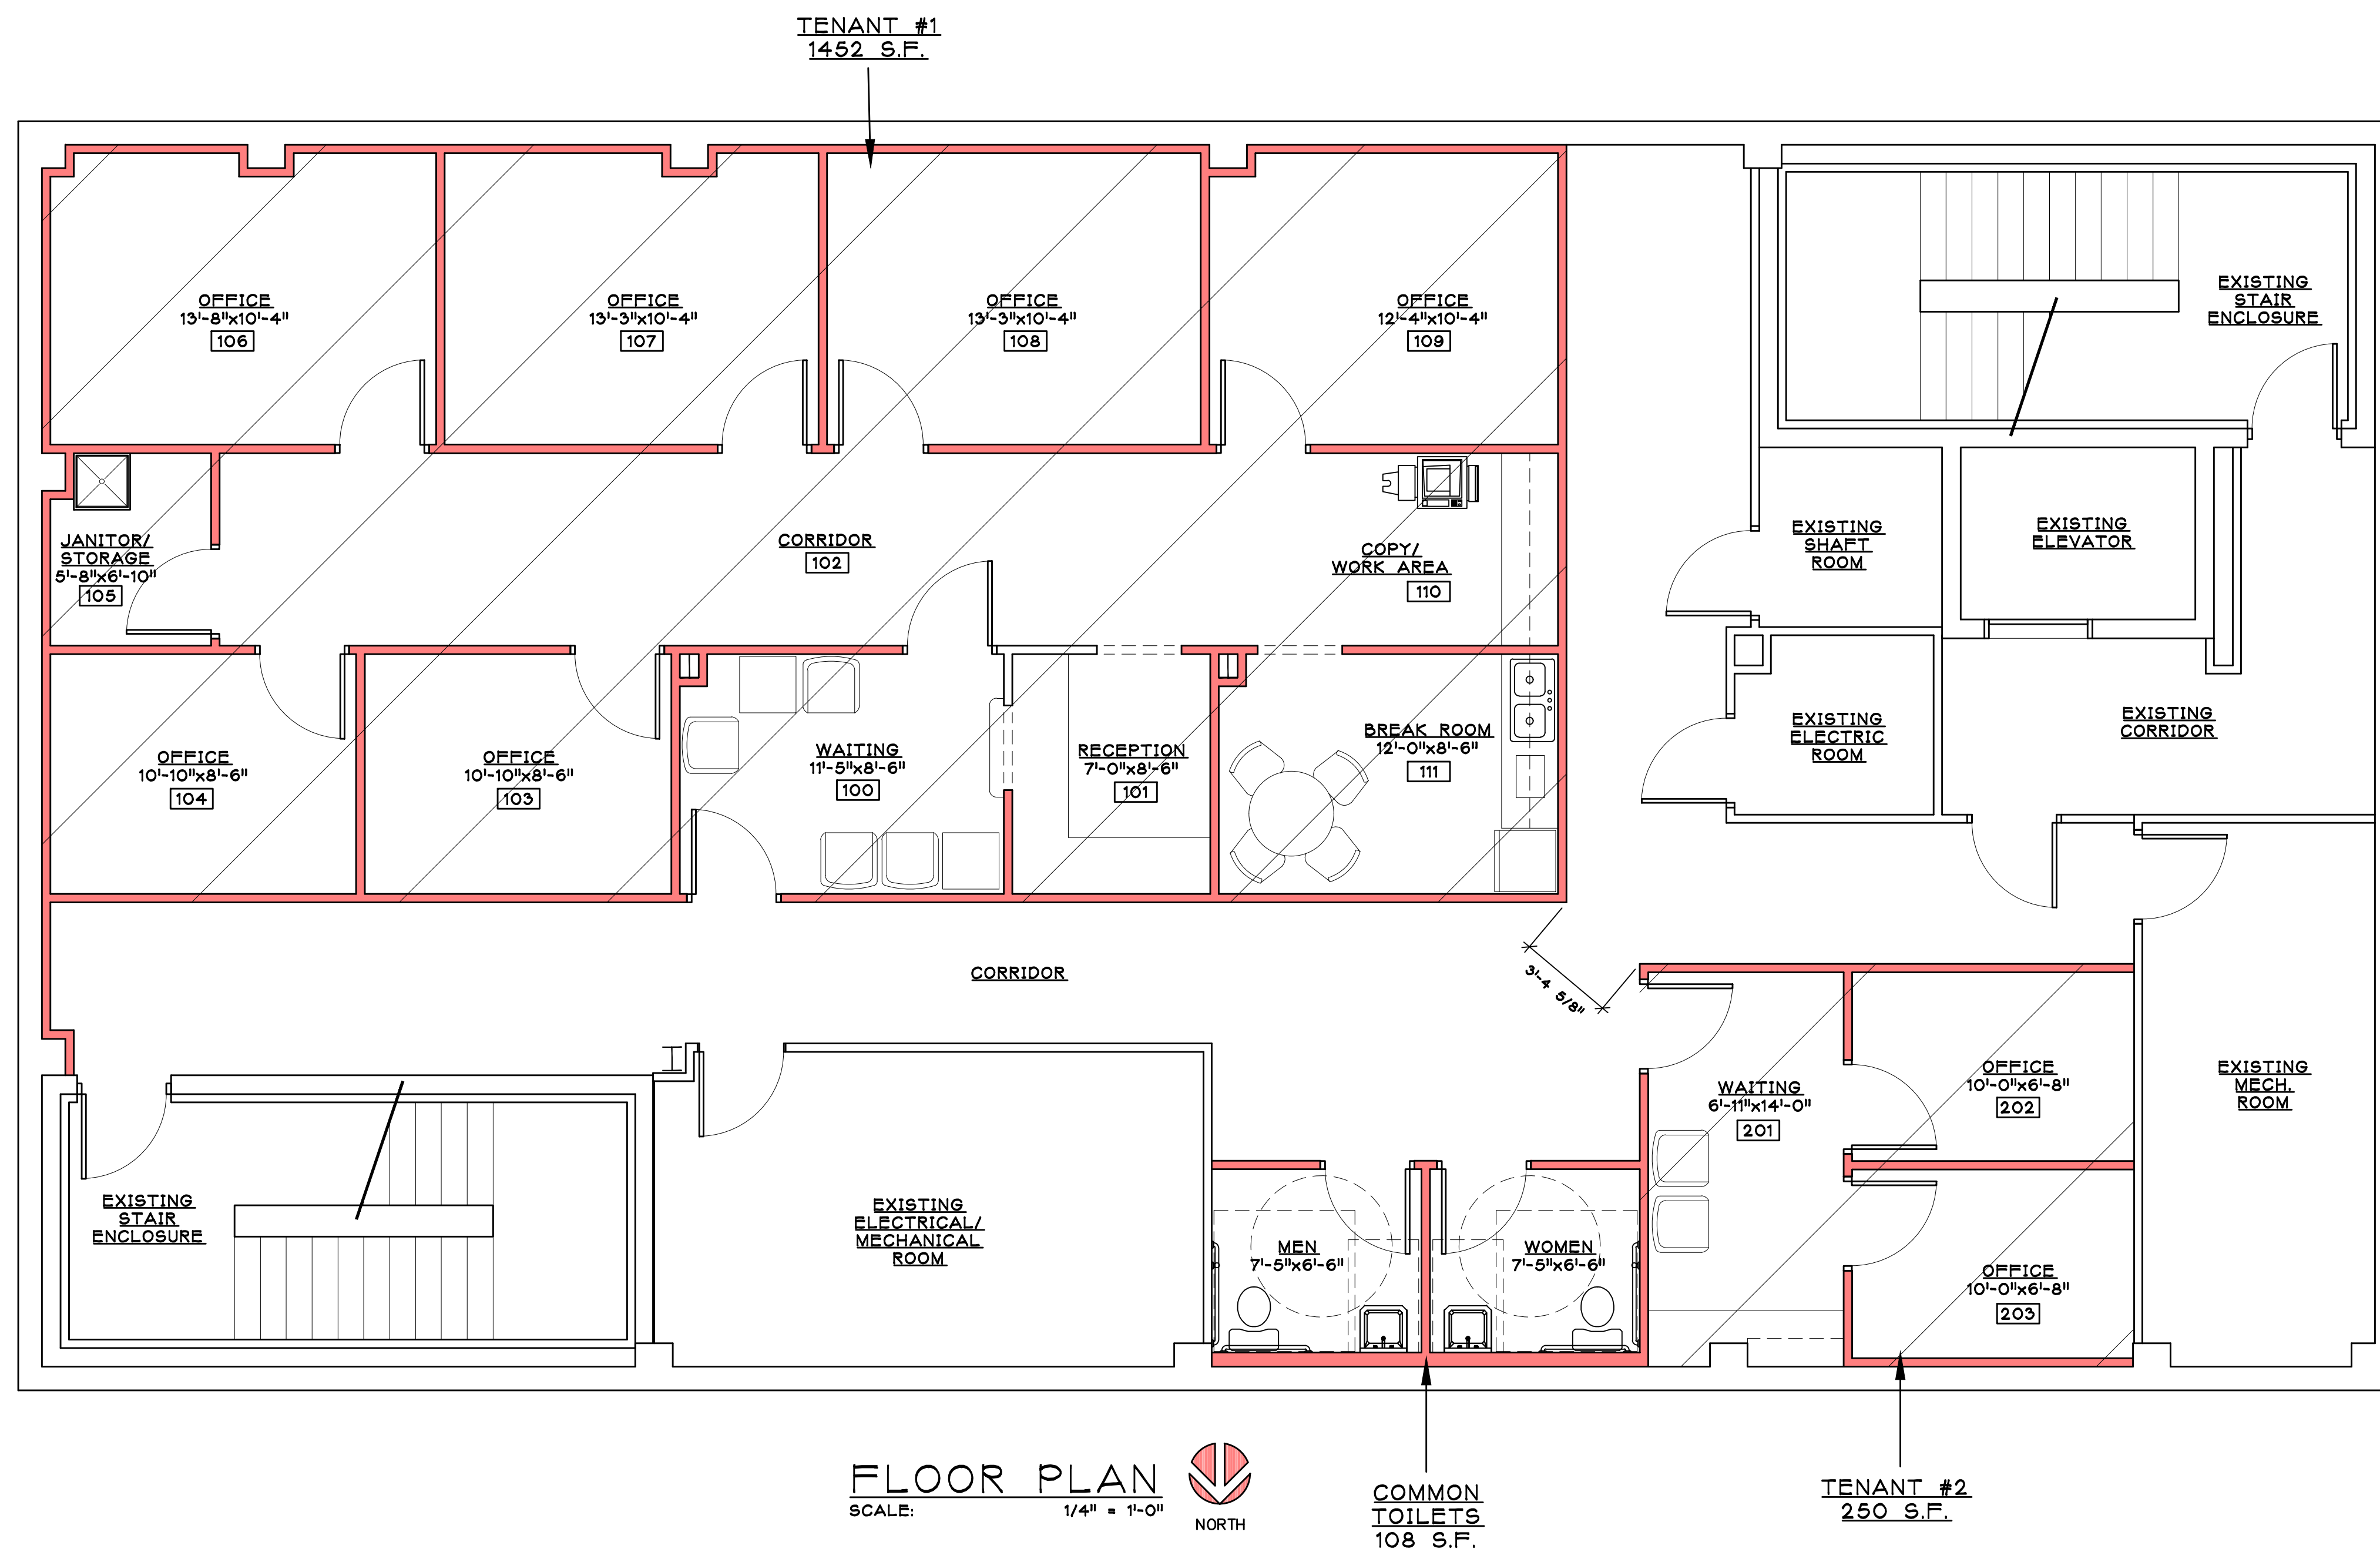 TENANT #1
1452 S.F.
OFFICE
13'-8"x10'-4"
106
OFFICE
13'-3"x10'-4"
107
OFFICE
13'-3"x10'-4"
108
OFFICE
12'-4"x10'-4"
109
EXISTING
STAIR
ENCLOSURE
JANITOR/
STORAGE
5'-8"x6'-10"
105
CORRIDOR
102
COPY/
WORK AREA
110
EXISTING
SHAFT
ROOM
EXISTING
ELEVATOR
OFFICE
10'-10"x8'-6"
104
OFFICE
10'-10"x8'-6"
103
WAITING
11'-5"x8'-6"
100
RECEPTION
7'-0"x8'-6"
101
BREAK ROOM
12'-0"x8'-6"
111
EXISTING
ELECTRIC
ROOM
EXISTING
CORRIDOR
CORRIDOR
3'-4 5/8"
EXISTING
STAIR
ENCLOSURE
EXISTING
ELECTRICAL/
MECHANICAL
ROOM
MEN
7'-5"x6'-6"
WOMEN
7'-5"x6'-6"
WAITING
6'-11"x14'-0"
201
OFFICE
10'-0"x6'-8"
202
OFFICE
10'-0"x6'-8"
203
EXISTING
MECH.
ROOM
FLOOR PLAN
SCALE: 1/4" = 1'-0"
NORTH
COMMON
TOILETS
108 S.F.
TENANT #2
250 S.F.